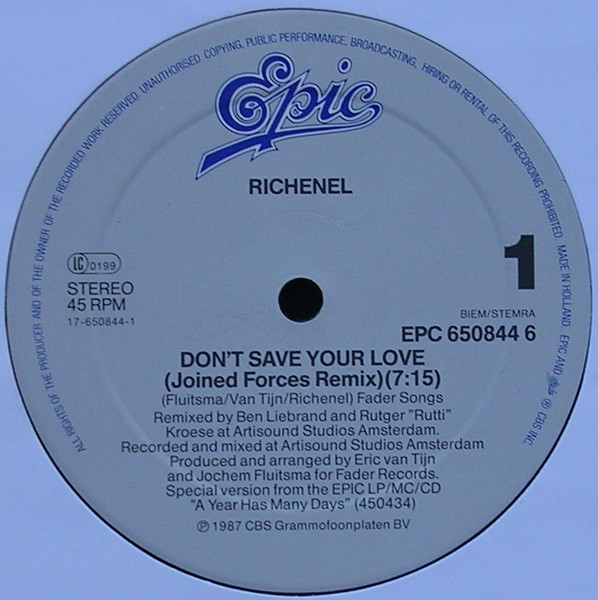 ALL RIGHTS OF THE PRODUCER AND OF THE OWNER OF THE RECORDED WORK RESERVED. UNAUTHORISED COPYING, PUBLIC PERFORMANCE, BROADCASTING, HIRING OR RENTAL OF THIS RECORDING PROHIBITED. MADE IN HOLLAND. EPIC AND Epic ℗ CBS INC.
Epic
RICHENEL
LC 0199
STEREO
45 RPM
17-650844-1
1
BIEM/STEMRA
EPC 650844 6
DON'T SAVE YOUR LOVE
(Joined Forces Remix)(7:15)
(Fluitsma/Van Tijn/Richenel) Fader Songs
Remixed by Ben Liebrand and Rutger "Rutti"
Kroese at Artisound Studios Amsterdam.
Recorded and mixed at Artisound Studios Amsterdam
Produced and arranged by Eric van Tijn
and Jochem Fluitsma for Fader Records.
Special version from the EPIC LP/MC/CD
"A Year Has Many Days" (450434)
℗ 1987 CBS Grammofoonplaten BV